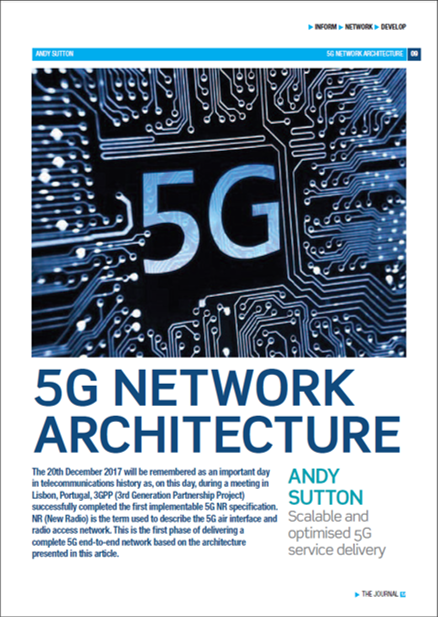 INFORM NETWORK DEVELOP
ANDY SUTTON 5G NETWORK ARCHITECTURE 09
5G
5G NETWORK
ARCHITECTURE
The 20th December 2017 will be remembered as an important day
in telecommunications history as, on this day, during a meeting in
Lisbon, Portugal, 3GPP (3rd Generation Partnership Project)
successfully completed the first implementable 5G NR specification.
NR (New Radio) is the term used to describe the 5G air interface and
radio access network. This is the first phase of delivering a
complete 5G end-to-end network based on the architecture
presented in this article.
ANDY
SUTTON
Scalable and
optimised 5G
service delivery
THE JOURNAL